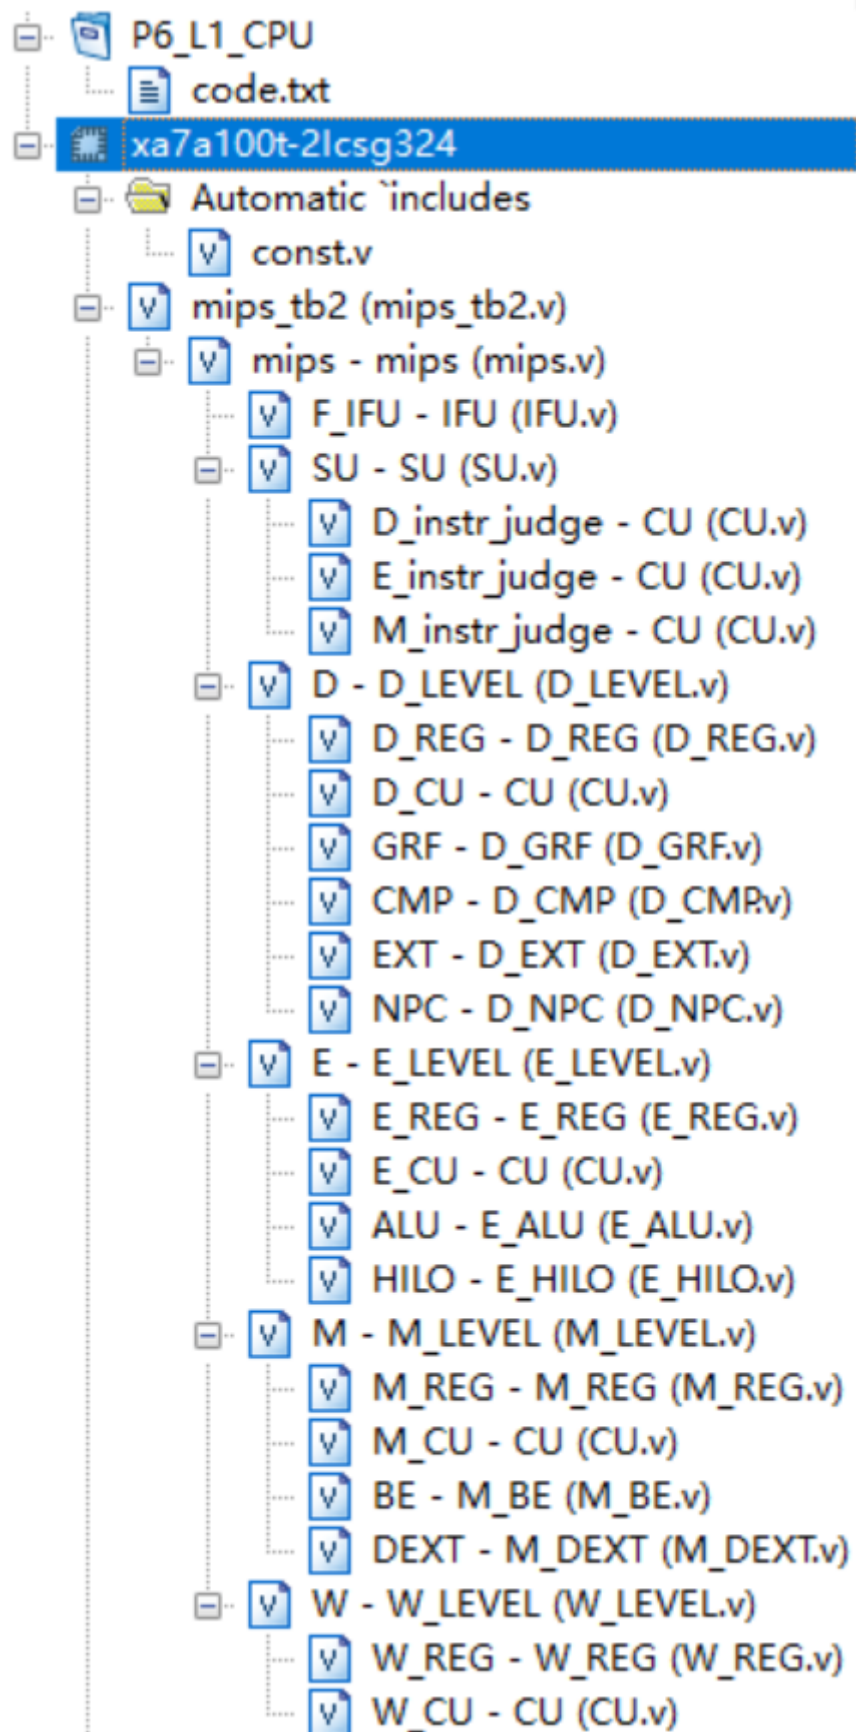 P6_L1_CPU
code.txt
xa7a100t-2Icsg324
Automatic `includes
const.v
mips_tb2 (mips_tb2.v)
mips - mips (mips.v)
F_IFU - IFU (IFU.v)
SU - SU (SU.v)
D_instr_judge - CU (CU.v)
E_instr_judge - CU (CU.v)
M_instr_judge - CU (CU.v)
D - D_LEVEL (D_LEVEL.v)
D_REG - D_REG (D_REG.v)
D_CU - CU (CU.v)
GRF - D_GRF (D_GRF.v)
CMP - D_CMP (D_CMP.v)
EXT - D_EXT (D_EXT.v)
NPC - D_NPC (D_NPC.v)
E - E_LEVEL (E_LEVEL.v)
E_REG - E_REG (E_REG.v)
E_CU - CU (CU.v)
ALU - E_ALU (E_ALU.v)
HILO - E_HILO (E_HILO.v)
M - M_LEVEL (M_LEVEL.v)
M_REG - M_REG (M_REG.v)
M_CU - CU (CU.v)
BE - M_BE (M_BE.v)
DEXT - M_DEXT (M_DEXT.v)
W - W_LEVEL (W_LEVEL.v)
W_REG - W_REG (W_REG.v)
W_CU - CU (CU.v)